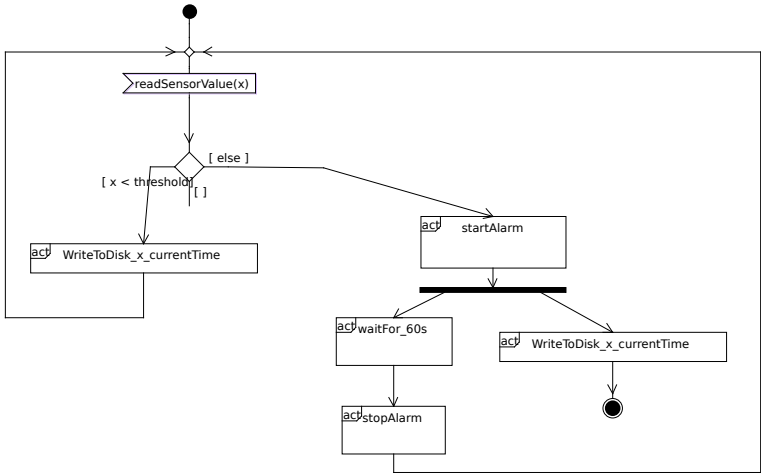 readSensorValue(x)
[ else ]
[ x < threshold]
[ ]
act
startAlarm
act
WriteToDisk_x_currentTime
act
waitFor_60s
act
WriteToDisk_x_currentTime
act
stopAlarm